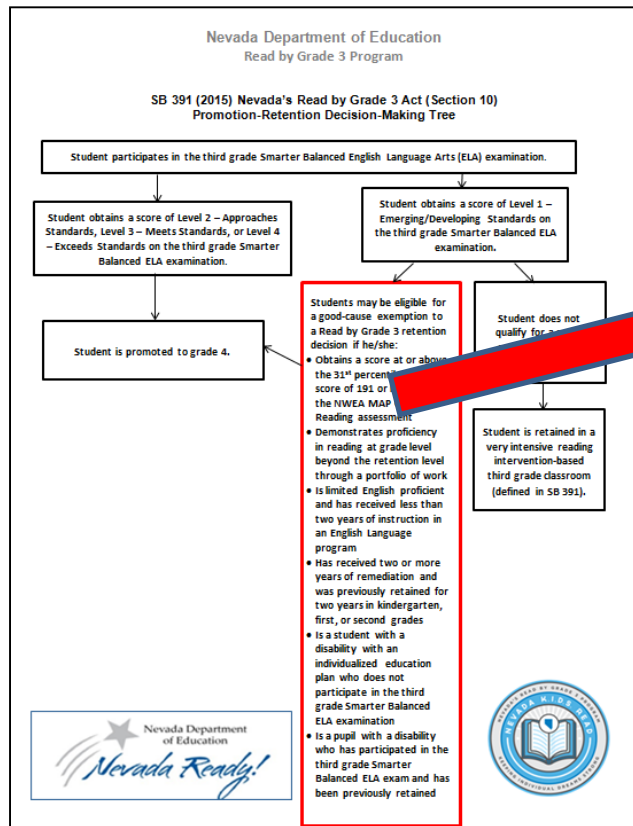 Nevada Department of Education
Read by Grade 3 Program
SB 391 (2015) Nevada's Read by Grade 3 Act (Section 10)
Promotion-Retention Decision-Making Tree
Student participates in the third grade Smarter Balanced English Language Arts (ELA) examination.
Student obtains a score of Level 2 – Approaches
Standards, Level 3 – Meets Standards, or Level 4
– Exceeds Standards on the third grade Smarter
Balanced ELA examination.
Student obtains a score of Level 1 –
Emerging/Developing Standards on
the third grade Smarter Balanced ELA
examination.
Student is promoted to grade 4.
Students may be eligible for
a good-cause exemption to
a Read by Grade 3 retention
decision if he/she:
• Obtains a score at or above
the 31st
score of 191 or
the NWEA MAP
Reading assessment
• Demonstrates proficiency
in reading at grade level
beyond the retention level
through a portfolio of work
• Is limited English proficient
and has received less than
two years of instruction in
an English Language
program
• Has received two or more
years of remediation and
was previously retained for
two years in kindergarten,
first, or second grades
• Is a student with a
disability with an
individualized education
plan who does not
participate in the third
grade Smarter Balanced
ELA examination
• Is a pupil with a disability
who has participated in the
third grade Smarter
Balanced ELA exam and has
been previously retained
Student does not
qualify for a
Student is retained in a
very intensive reading
intervention-based
third grade classroom
(defined in SB 391).
Nevada Department
of Education
Nevada Ready!
NEVADA'S READ BY GRADE 3 PROGRAM
NEVADA KIDS READ
KEEPING INDIVIDUAL DREAMS STRONG